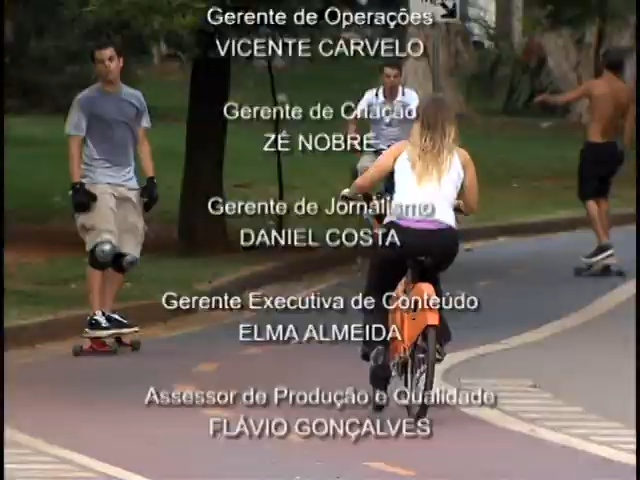 Gerente de Operações
VICENTE CARVELO
Gerente de Criação
ZÉ NOBRE
Gerente de Jornalismo
DANIEL COSTA
Gerente Executiva de Conteúdo
ELMA ALMEIDA
Assessor de Produção e Qualidade
FLÁVIO GONÇALVES